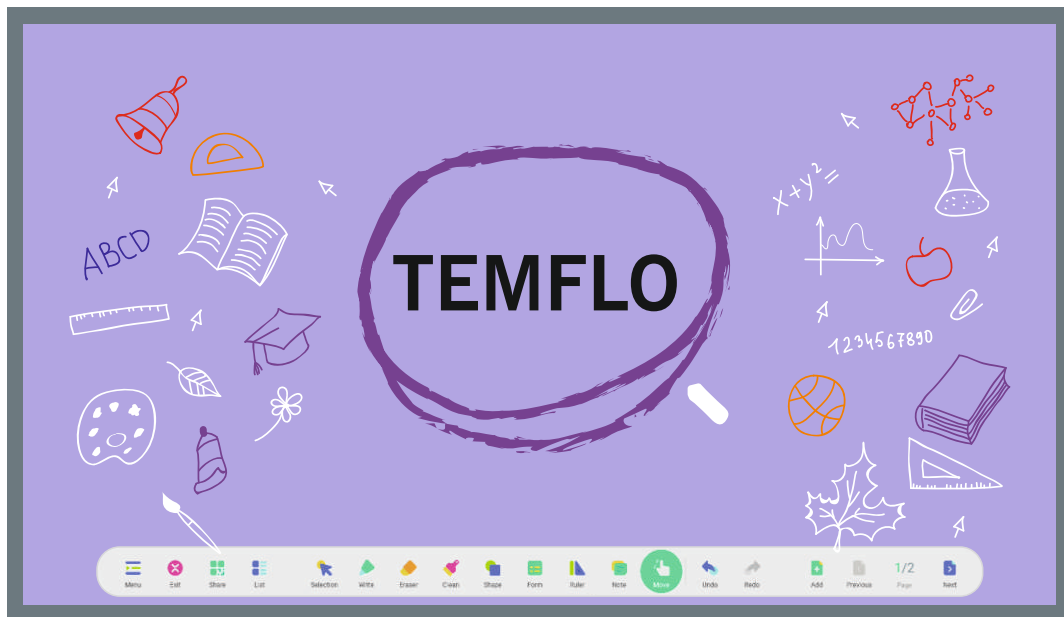 ABCD
X+y²=
TEMFLO
1234567890
Menu Exit Share List Selection Write Eraser Clean Shape Form Ruler Note Move Undo Redo Add Previous 1/2 Page Next